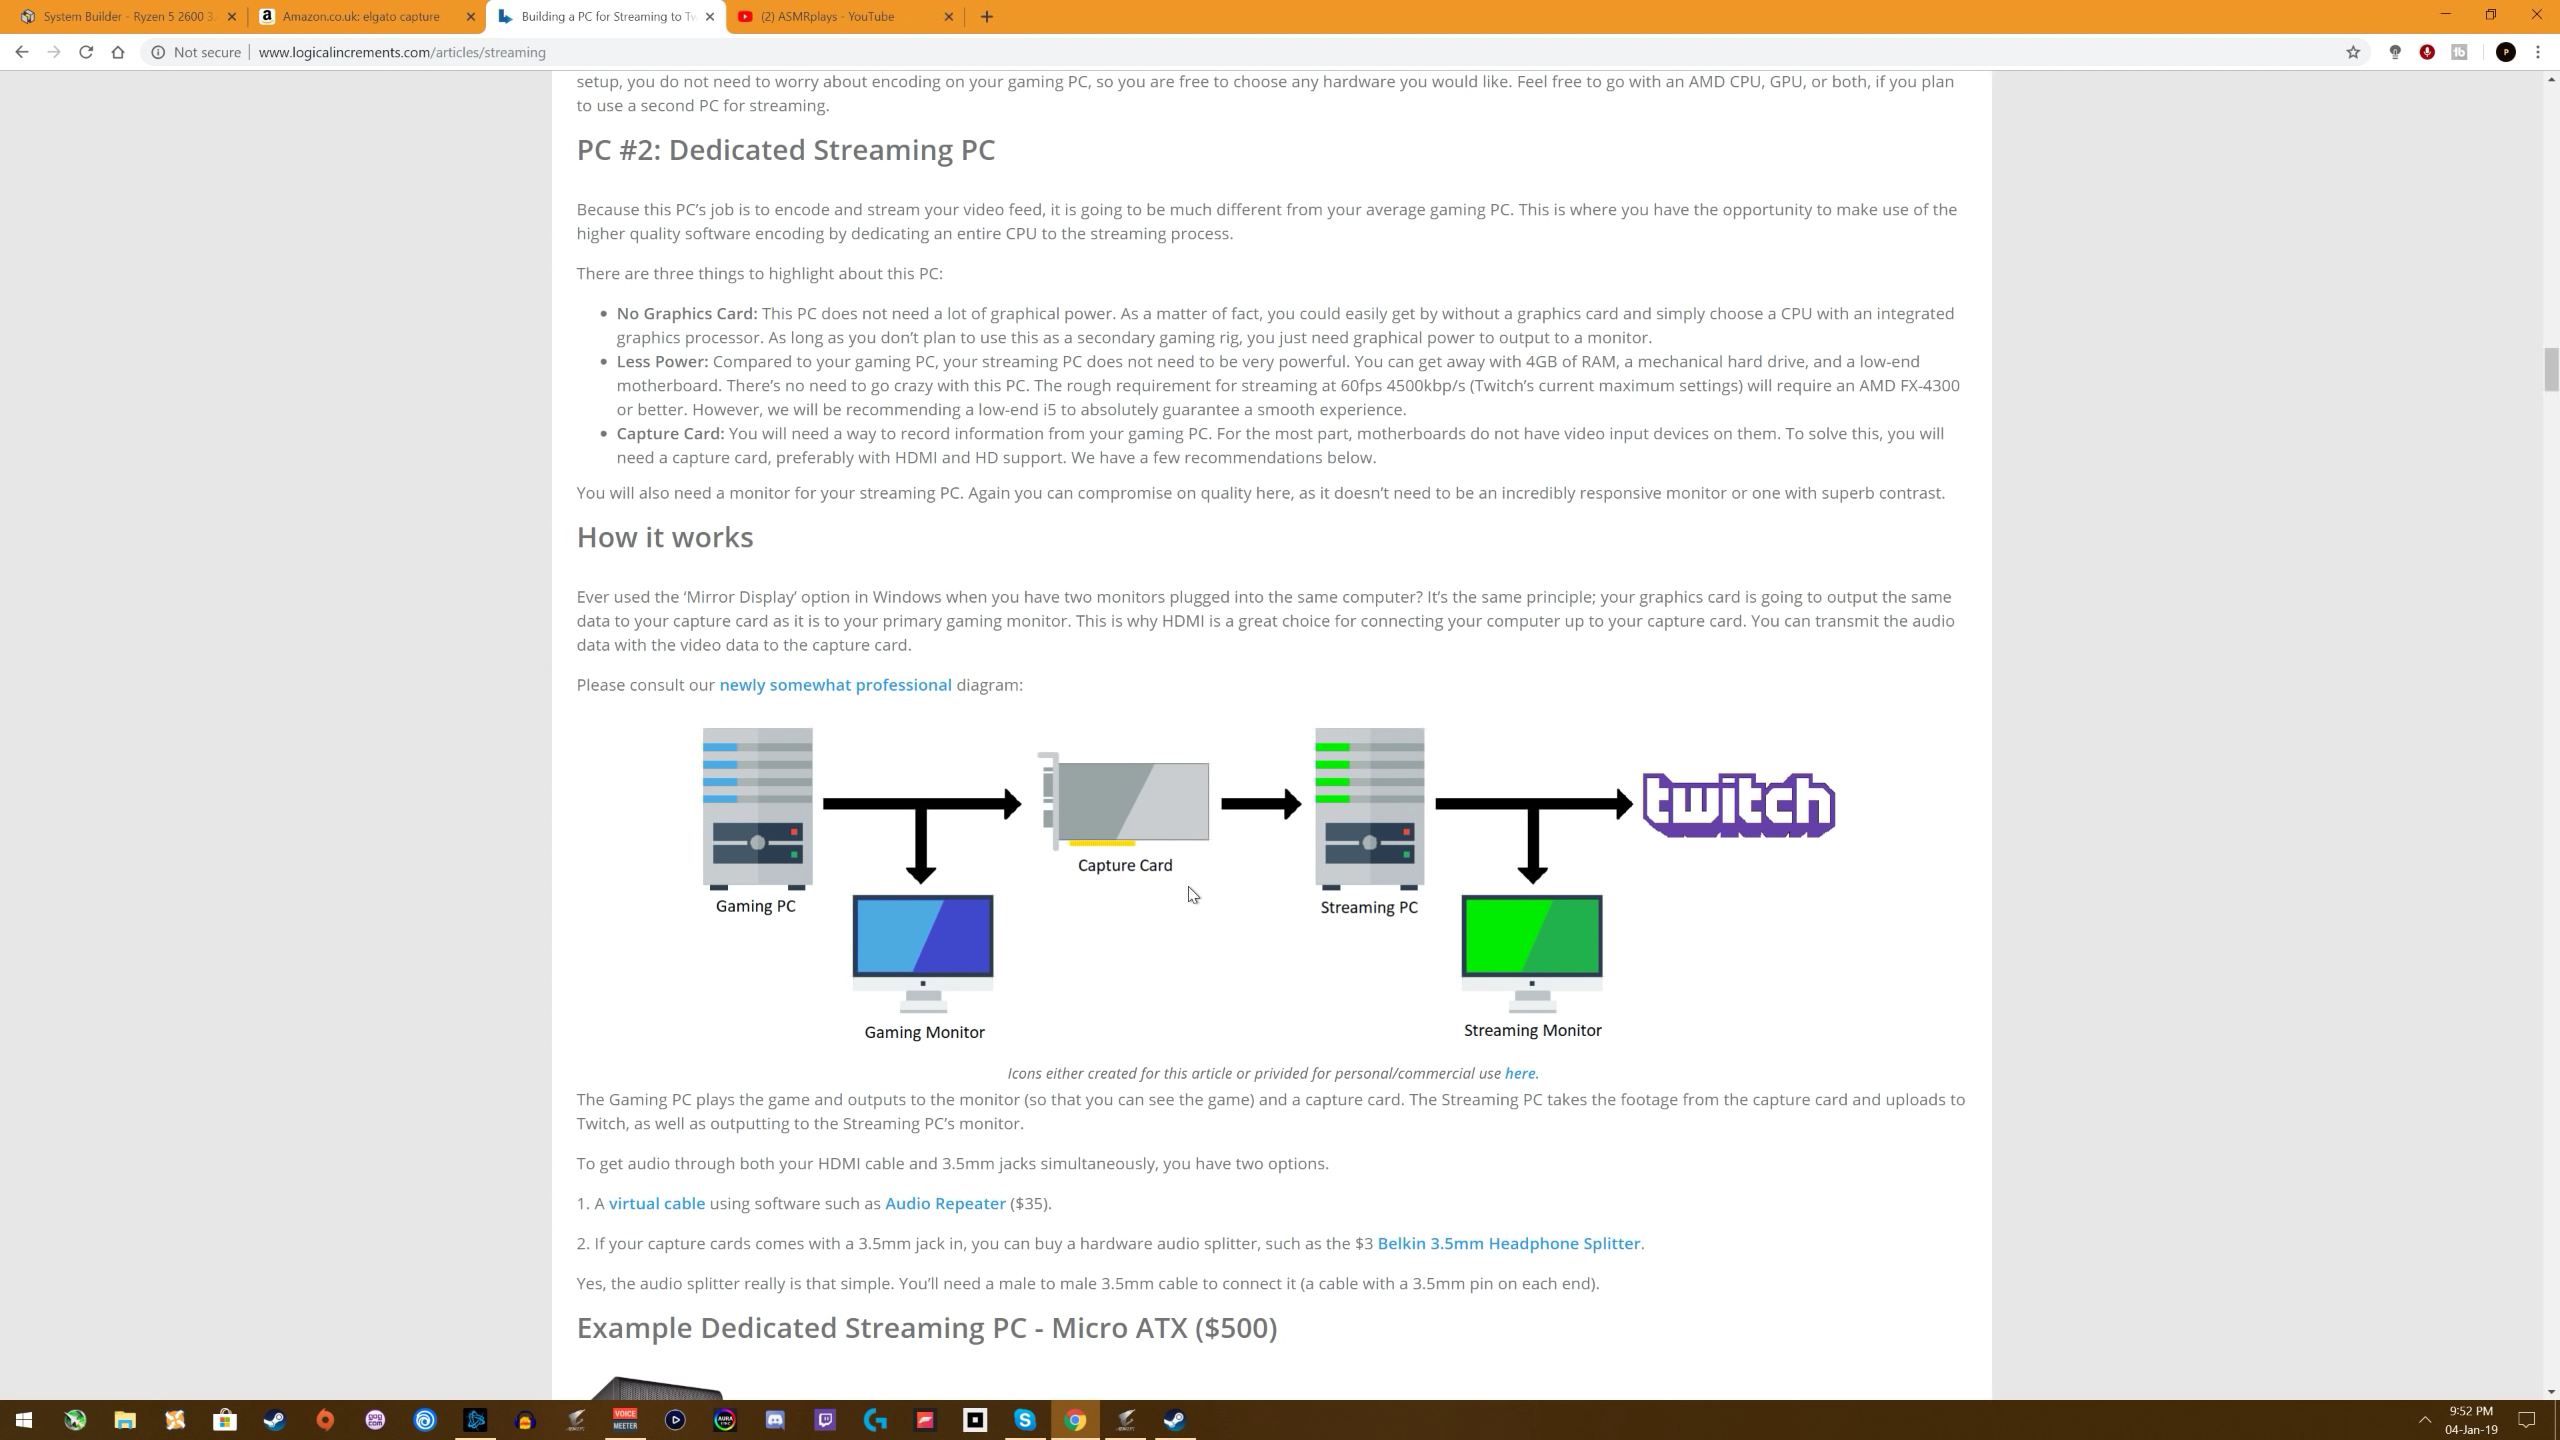 System Builder - Ryzen 5 2600 3.
Amazon.co.uk: elgato capture
Building a PC for Streaming to Tw
(2) ASMRplays - YouTube
Not secure
www.logicalincrements.com/articles/streaming
setup, you do not need to worry about encoding on your gaming PC, so you are free to choose any hardware you would like. Feel free to go with an AMD CPU, GPU, or both, if you plan
to use a second PC for streaming.
PC #2: Dedicated Streaming PC
Because this PC’s job is to encode and stream your video feed, it is going to be much different from your average gaming PC. This is where you have the opportunity to make use of the
higher quality software encoding by dedicating an entire CPU to the streaming process.
There are three things to highlight about this PC:
• No Graphics Card: This PC does not need a lot of graphical power. As a matter of fact, you could easily get by without a graphics card and simply choose a CPU with an integrated
graphics processor. As long as you don’t plan to use this as a secondary gaming rig, you just need graphical power to output to a monitor.
• Less Power: Compared to your gaming PC, your streaming PC does not need to be very powerful. You can get away with 4GB of RAM, a mechanical hard drive, and a low-end
motherboard. There’s no need to go crazy with this PC. The rough requirement for streaming at 60fps 4500kbp/s (Twitch’s current maximum settings) will require an AMD FX-4300
or better. However, we will be recommending a low-end i5 to absolutely guarantee a smooth experience.
• Capture Card: You will need a way to record information from your gaming PC. For the most part, motherboards do not have video input devices on them. To solve this, you will
need a capture card, preferably with HDMI and HD support. We have a few recommendations below.
You will also need a monitor for your streaming PC. Again you can compromise on quality here, as it doesn’t need to be an incredibly responsive monitor or one with superb contrast.
How it works
Ever used the ‘Mirror Display’ option in Windows when you have two monitors plugged into the same computer? It’s the same principle; your graphics card is going to output the same
data to your capture card as it is to your primary gaming monitor. This is why HDMI is a great choice for connecting your computer up to your capture card. You can transmit the audio
data with the video data to the capture card.
Please consult our newly somewhat professional diagram:
twitch
Capture Card
Gaming PC
Streaming PC
Gaming Monitor
Streaming Monitor
Icons either created for this article or privided for personal/commercial use here.
The Gaming PC plays the game and outputs to the monitor (so that you can see the game) and a capture card. The Streaming PC takes the footage from the capture card and uploads to
Twitch, as well as outputting to the Streaming PC’s monitor.
To get audio through both your HDMI cable and 3.5mm jacks simultaneously, you have two options.
1. A virtual cable using software such as Audio Repeater ($35).
2. If your capture cards comes with a 3.5mm jack in, you can buy a hardware audio splitter, such as the $3 Belkin 3.5mm Headphone Splitter.
Yes, the audio splitter really is that simple. You’ll need a male to male 3.5mm cable to connect it (a cable with a 3.5mm pin on each end).
Example Dedicated Streaming PC - Micro ATX ($500)
VOICE
MEETER
AURA
9:52 PM
04-Jan-19